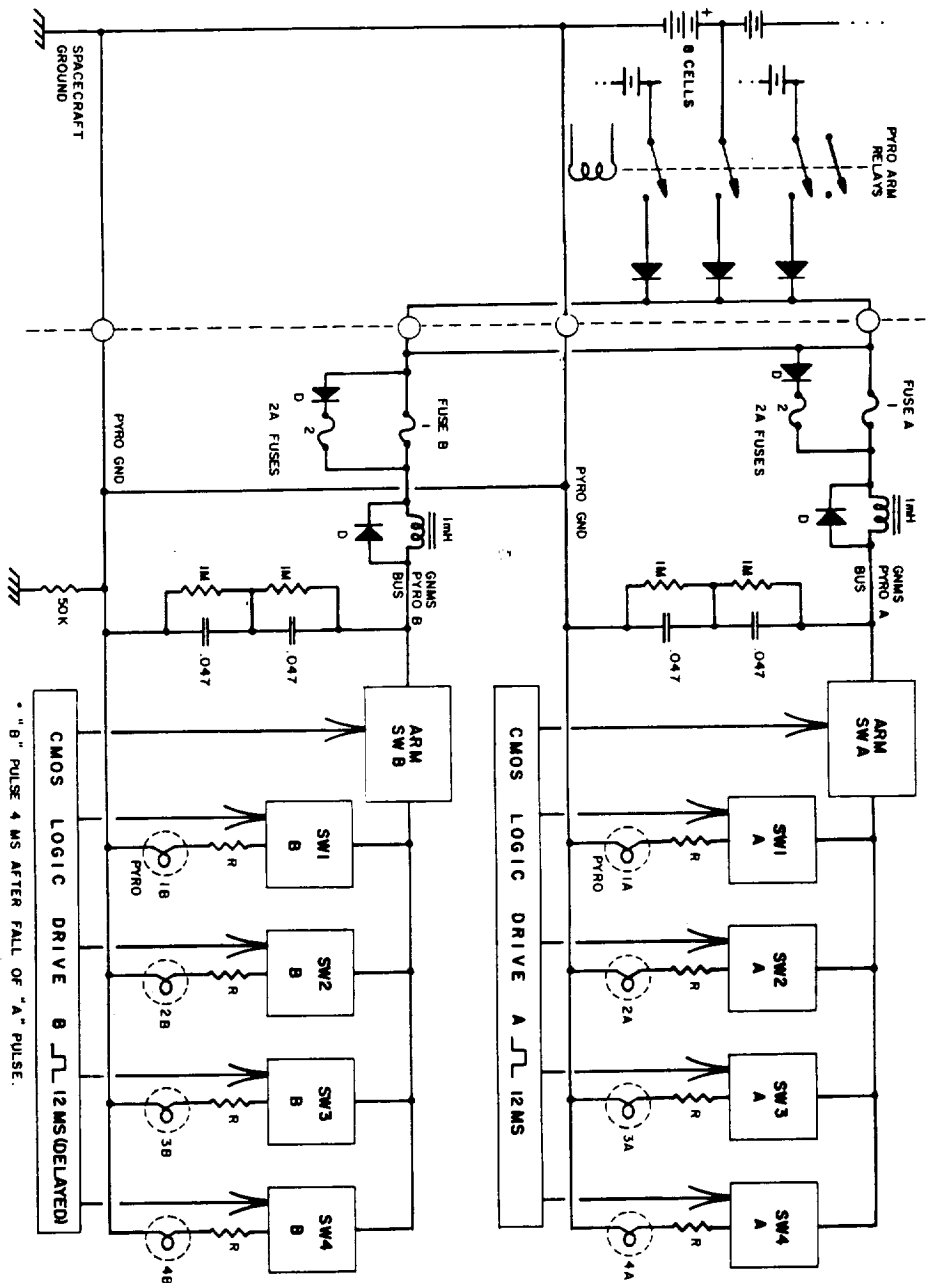 PYRO ARM
RELAYS
+
8 CELLS
SPACECRAFT
GROUND
FUSE A
1
D
2
2A FUSES
1mH
D
GNMS
PYRO A
BUS
1M
1M
.047
.047
PYRO GND
ARM
SW A
SW1
A
R
1A
PYRO
SW2
A
R
2A
SW3
A
R
3A
SW4
A
R
4A
CMOS LOGIC DRIVE A 12 MS
FUSE B
1
D
2
2A FUSES
1mH
D
GNMS
PYRO B
BUS
1M
1M
.047
.047
PYRO GND
50K
ARM
SW B
SW1
B
R
1B
PYRO
SW2
B
R
2B
SW3
B
R
3B
SW4
B
R
4B
CMOS LOGIC DRIVE B 12 MS (DELAYED)
• "B" PULSE 4 MS AFTER FALL OF "A" PULSE.